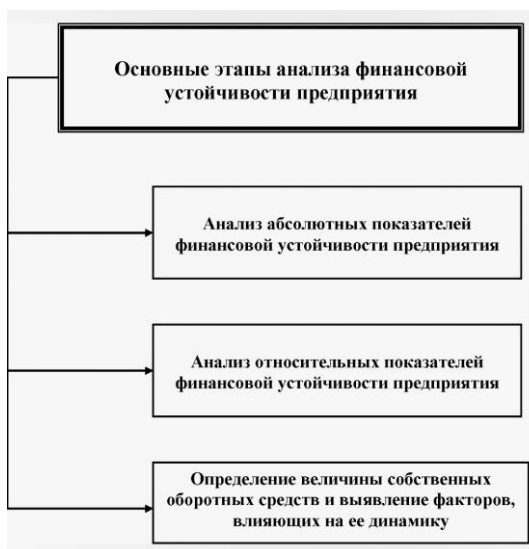 Основные этапы анализа финансовой
устойчивости предприятия
Анализ абсолютных показателей
финансовой устойчивости предприятия
Анализ относительных показателей
финансовой устойчивости предприятия
Определение величины собственных
оборотных средств и выявление факторов,
влияющих на ее динамику